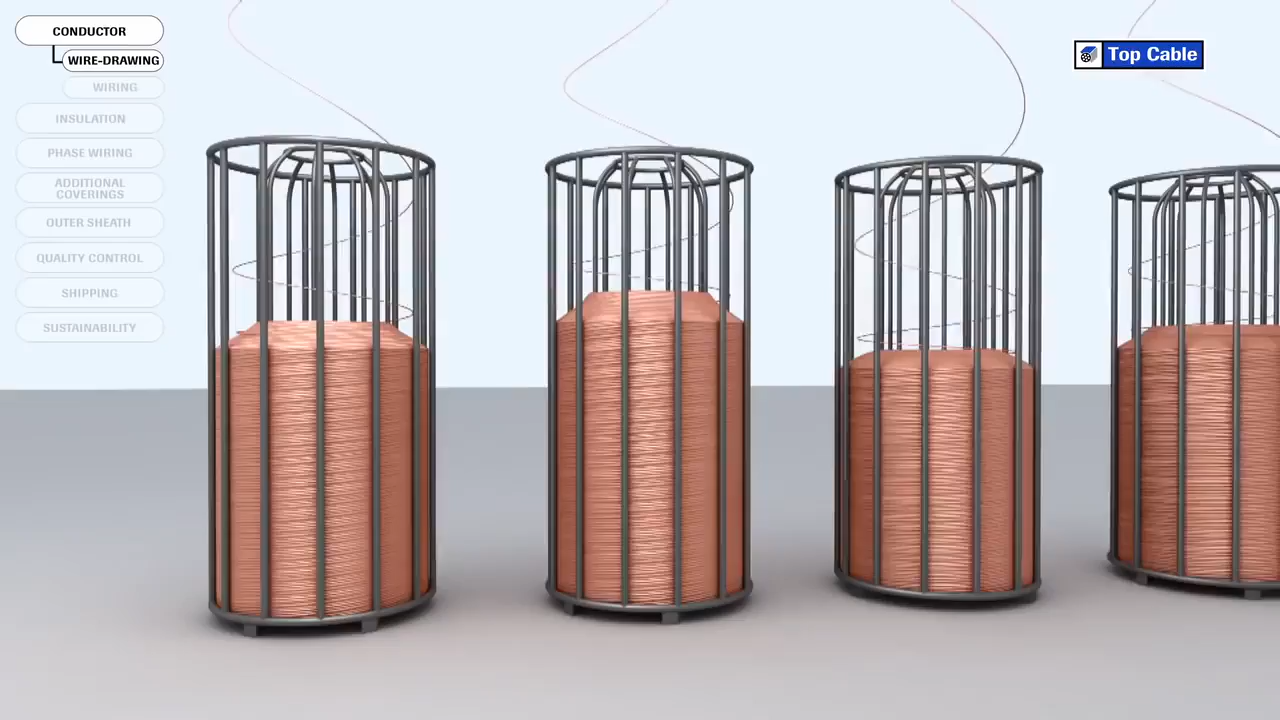 CONDUCTOR
WIRE-DRAWING
WIRING
INSULATION
PHASE WIRING
ADDITIONAL
COVERINGS
OUTER SHEATH
QUALITY CONTROL
SHIPPING
SUSTAINABILITY
Top Cable